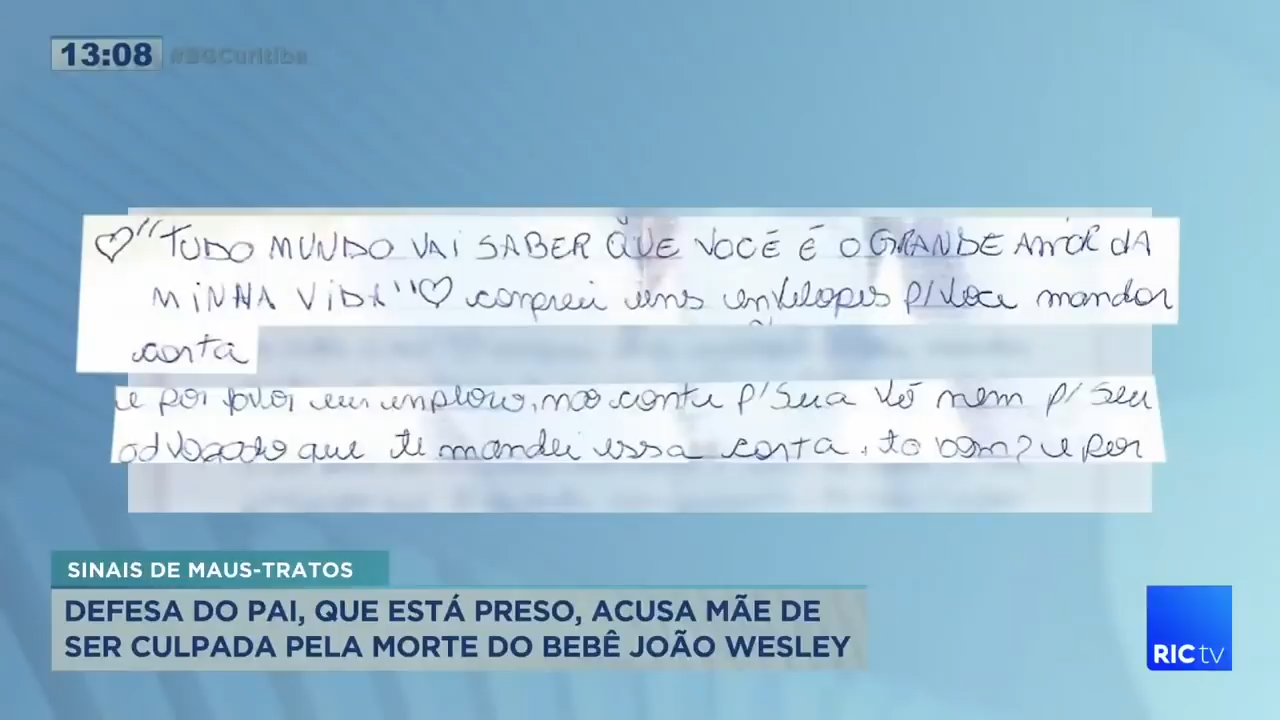 13:08 #BGCuritiba
♡ "TUDO MUNDO VAI SABER QUE VOCÊ É O GRANDE AMOR DA
MINHA VIDA" ♡ comprei uns envelopes p/ voce mandar
carta
e por favor eu imploro, não conte p/ sua vó nem p/ seu
advogado que te mandei essa carta, tá bom? e por
SINAIS DE MAUS-TRATOS
DEFESA DO PAI, QUE ESTÁ PRESO, ACUSA MÃE DE
SER CULPADA PELA MORTE DO BEBÊ JOÃO WESLEY
RICtv